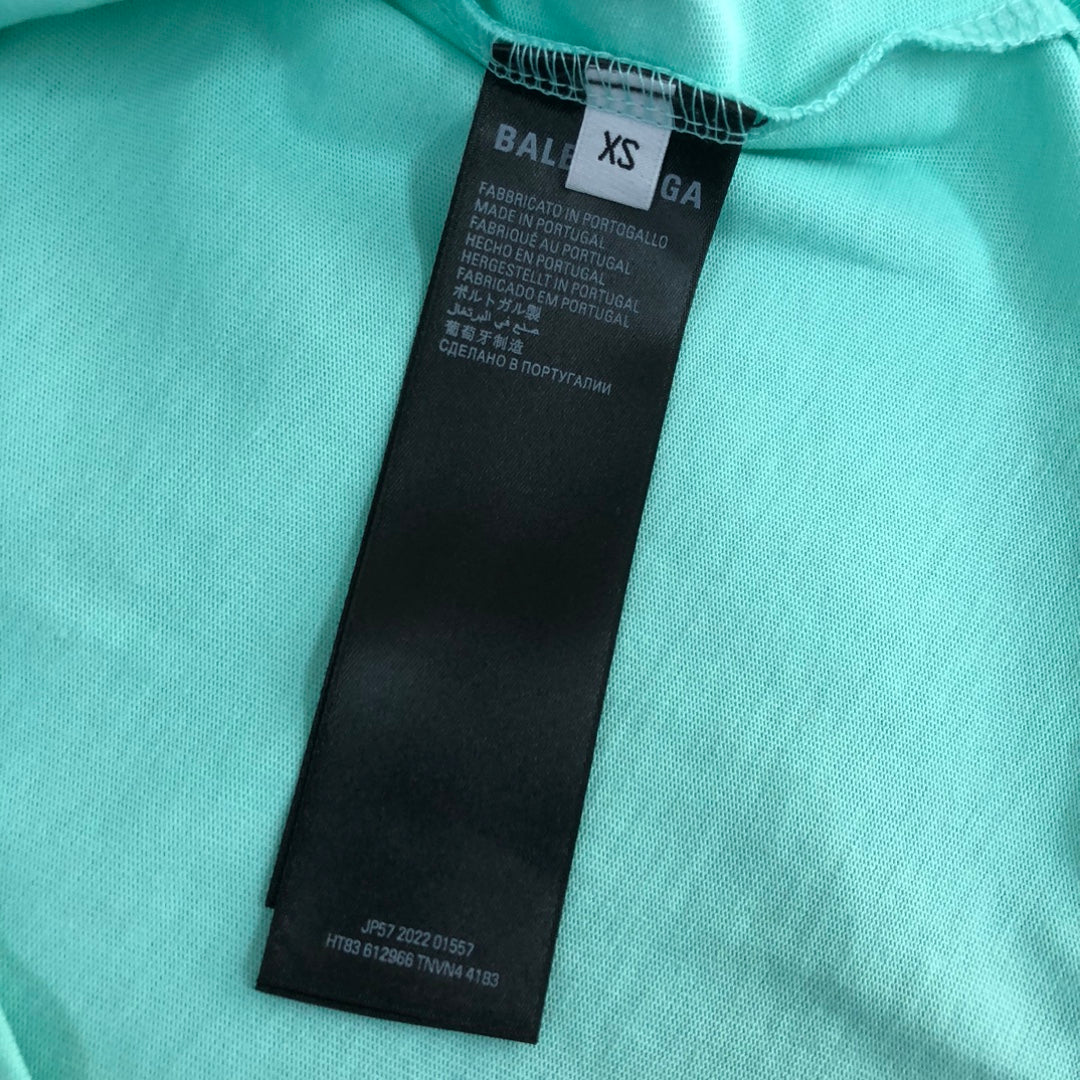 XS
BALE GA
FABBRICATO IN PORTOGALLO
MADE IN PORTUGAL
FABRIQUÉ AU PORTUGAL
HECHO EN PORTUGAL
HERGESTELLT IN PORTUGAL
FABRICADO EM PORTUGAL
ポルトガル製
صنع في البرتغال
葡萄牙制造
СДЕЛАНО В ПОРТУГАЛИИ
JP57 2022 01557
HT83 612966 TNVN4 4183